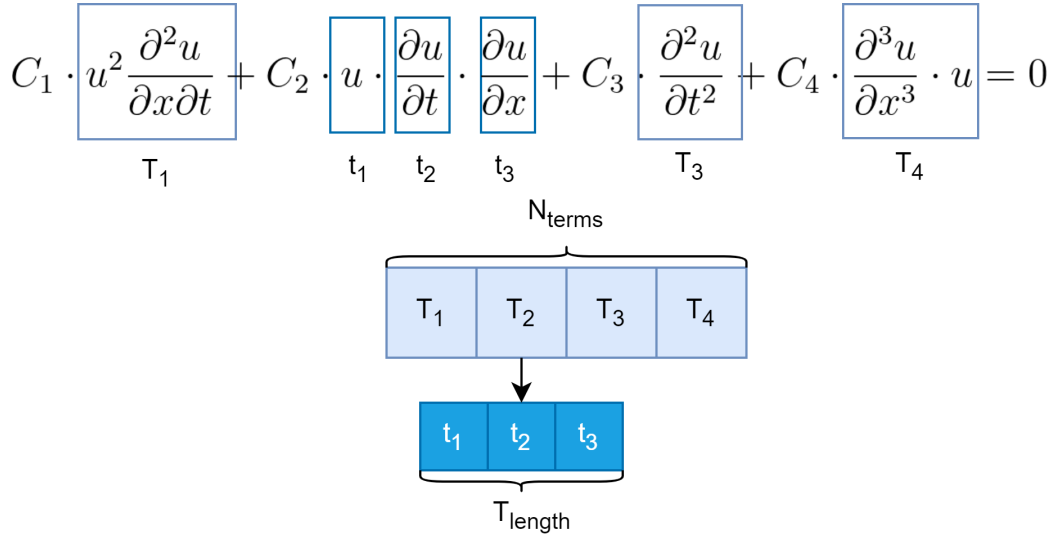 C₁ · u² ∂²u/∂x∂t + C₂ · u · ∂u/∂t · ∂u/∂x + C₃ · ∂²u/∂t² + C₄ · ∂³u/∂x³ · u = 0
T₁ t₁ t₂ t₃ T₃ T₄
N_terms
T₁ T₂ T₃ T₄
t₁ t₂ t₃
T_length